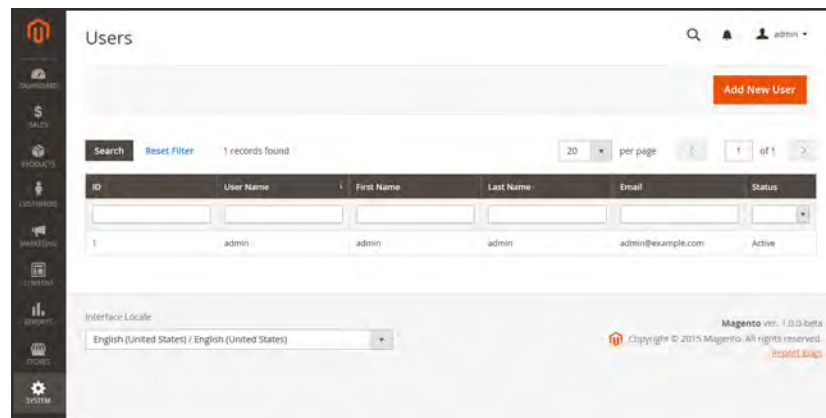 Users
admin
Add New User
Search Reset Filter 1 records found 20 per page 1 of 1
ID User Name First Name Last Name Email Status
1 admin admin admin admin@example.com Active
DASHBOARD
SALES
PRODUCTS
CUSTOMERS
MARKETING
CONTENT
REPORTS
STORES
SYSTEM
Interface Locale
English (United States) / English (United States)
Magento ver. 1.0.0-beta
Copyright © 2015 Magento. All rights reserved.
Report Bugs